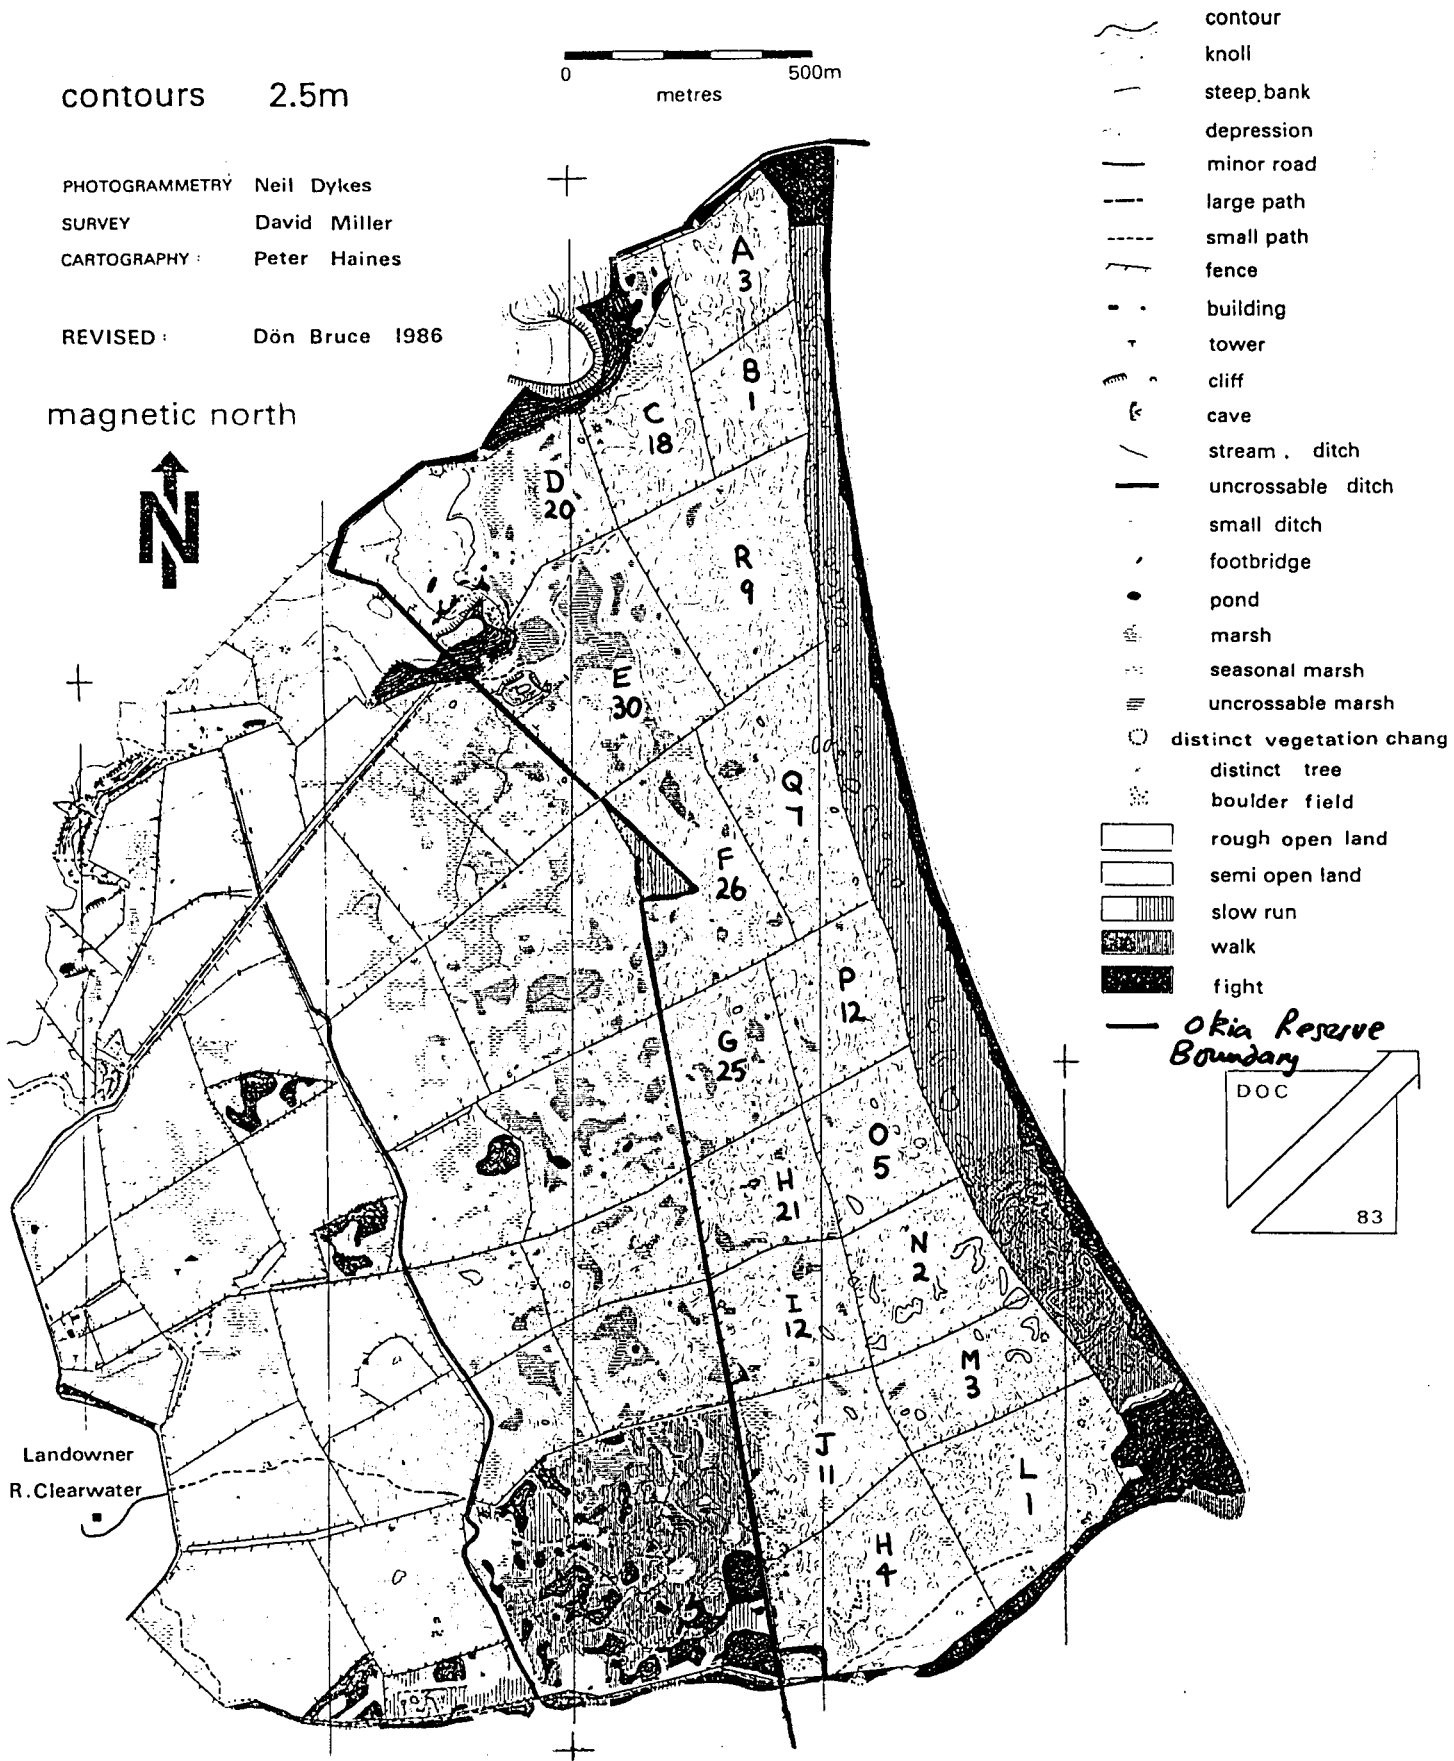 contours 2.5m
PHOTOGRAMMETRY Neil Dykes
SURVEY David Miller
CARTOGRAPHY : Peter Haines
REVISED : Dön Bruce 1986
magnetic north
N
0 500m
metres
contour
knoll
steep bank
depression
minor road
large path
small path
fence
building
tower
cliff
cave
stream . ditch
uncrossable ditch
small ditch
footbridge
pond
marsh
seasonal marsh
uncrossable marsh
distinct vegetation chang
distinct tree
boulder field
rough open land
semi open land
slow run
walk
fight
Okia Reserve
Boundary
DOC
83
A
3
B
1
C
18
D
20
R
9
E
30
Q
7
F
26
P
12
G
25
O
5
H
21
N
2
I
12
M
3
J
11
L
1
H
4
Landowner
R. Clearwater